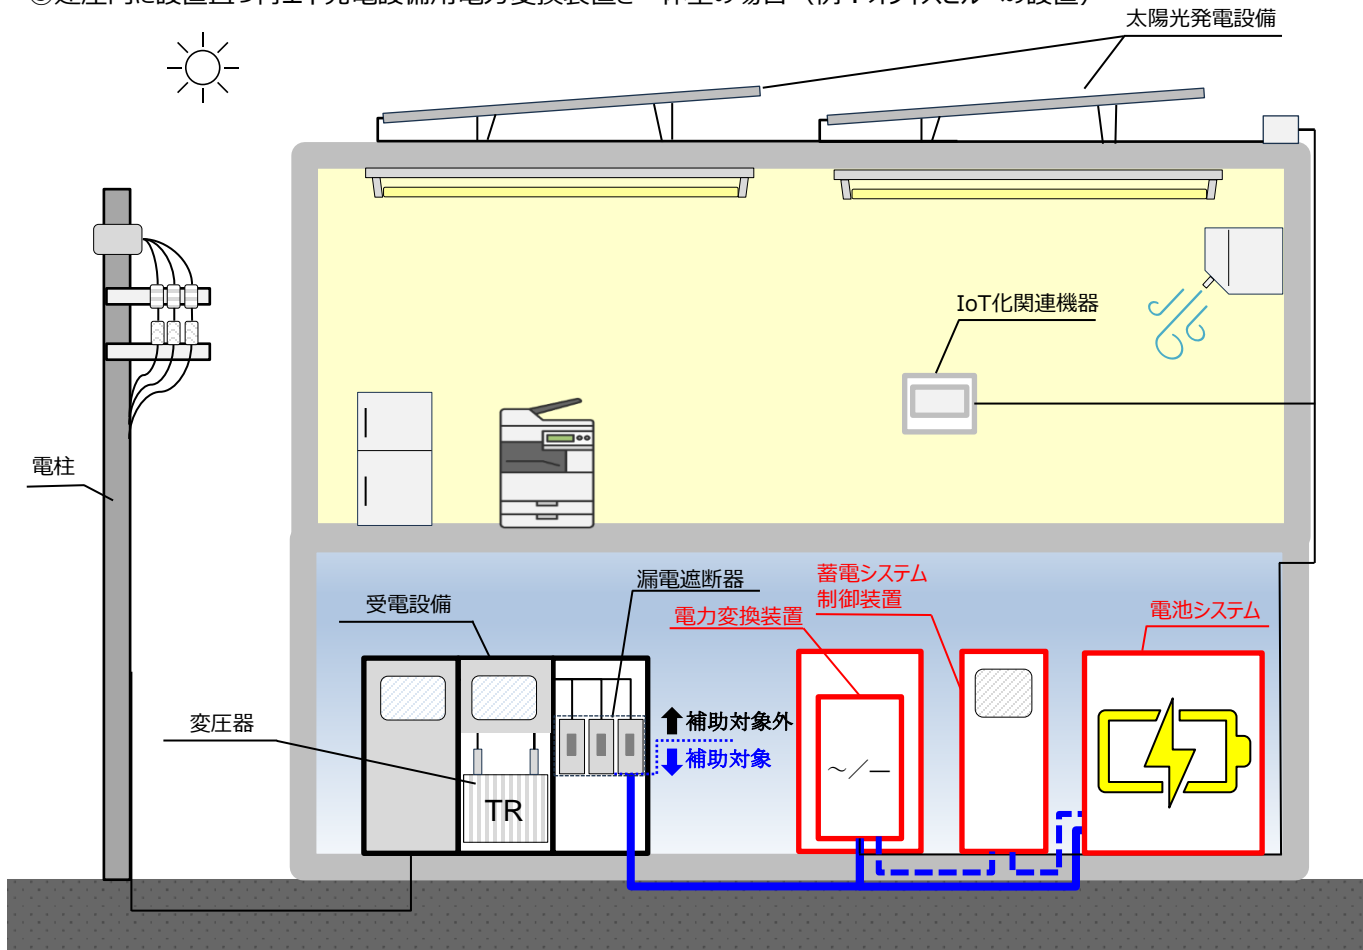 太陽光発電設備
IoT化関連機器
電柱
漏電遮断器
蓄電システム
制御装置
受電設備
電力変換装置
電池システム
変圧器
補助対象外
補助対象
~/―
TR